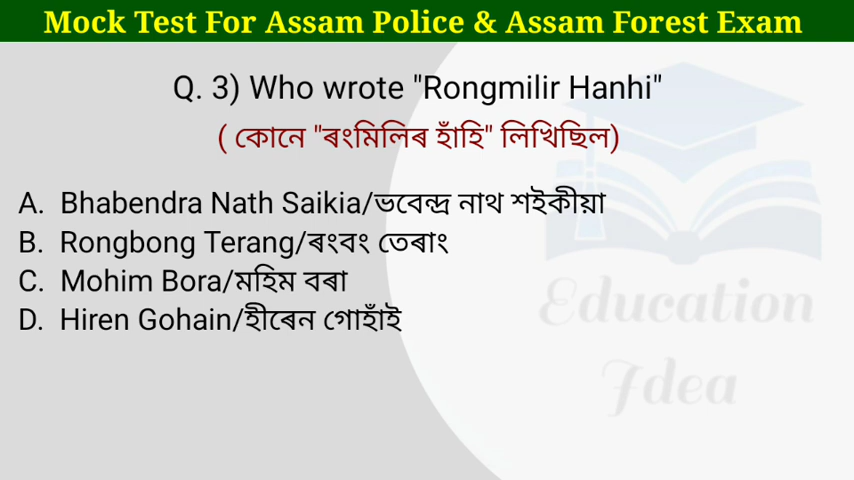 Mock Test For Assam Police & Assam Forest Exam
Q. 3) Who wrote "Rongmilir Hanhi"
( কোনে "ৰংমিলিৰ হাঁহি" লিখিছিল)
A. Bhabendra Nath Saikia/ভবেন্দ্ৰ নাথ শইকীয়া
B. Rongbong Terang/ৰংবং তেৰাং
C. Mohim Bora/মহিম বৰা
D. Hiren Gohain/হীৰেন গোহাঁই
Education
Idea